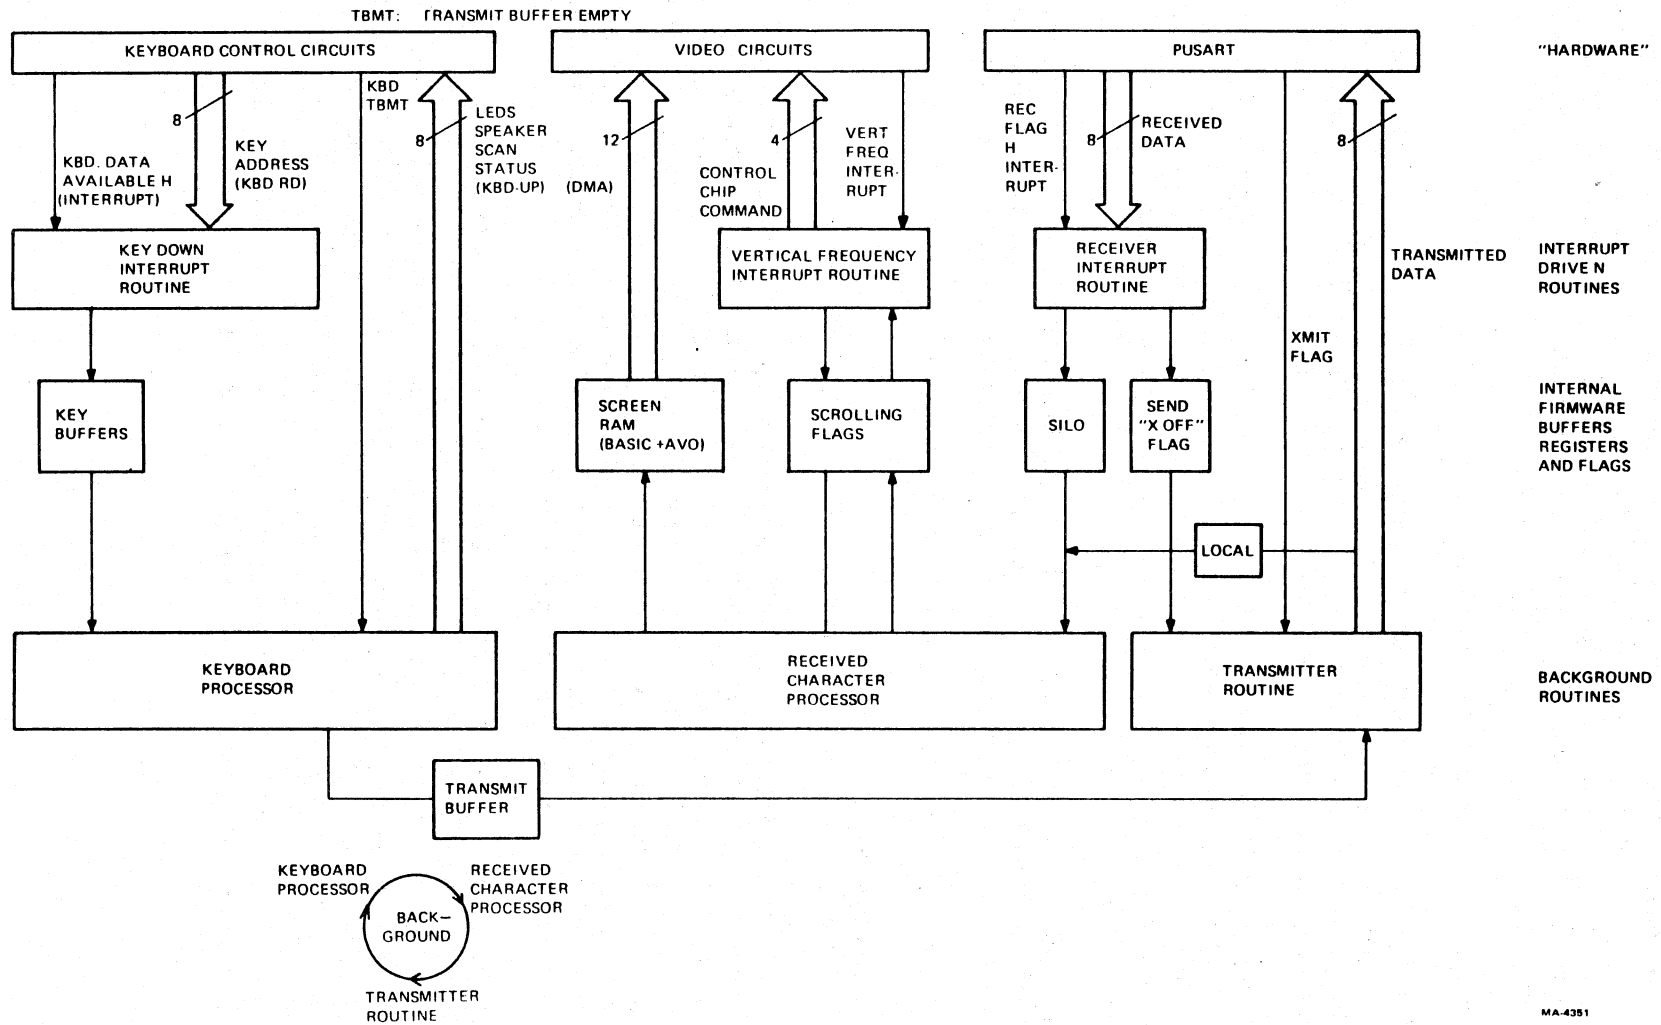 TBMT: TRANSMIT BUFFER EMPTY
KEYBOARD CONTROL CIRCUITS
VIDEO CIRCUITS
PUSART
"HARDWARE"
8
KBD. DATA
AVAILABLE H
(INTERRUPT)
KEY
ADDRESS
(KBD RD)
KBD
TBMT
8
LEDS
SPEAKER
SCAN
STATUS
(KBD-UP)
12
(DMA)
4
CONTROL
CHIP
COMMAND
VERT
FREQ
INTER-
RUPT
REC
FLAG
H
INTER-
RUPT
8
RECEIVED
DATA
8
TRANSMITTED
DATA
KEY DOWN
INTERRUPT
ROUTINE
VERTICAL FREQUENCY
INTERRUPT ROUTINE
RECEIVER
INTERRUPT
ROUTINE
INTERRUPT
DRIVE N
ROUTINES
XMIT
FLAG
KEY
BUFFERS
SCREEN
RAM
(BASIC +AVO)
SCROLLING
FLAGS
SILO
SEND
"X OFF"
FLAG
INTERNAL
FIRMWARE
BUFFERS
REGISTERS
AND FLAGS
LOCAL
KEYBOARD
PROCESSOR
RECEIVED
CHARACTER
PROCESSOR
TRANSMITTER
ROUTINE
BACKGROUND
ROUTINES
TRANSMIT
BUFFER
KEYBOARD
PROCESSOR
RECEIVED
CHARACTER
PROCESSOR
BACK–
GROUND
TRANSMITTER
ROUTINE
MA-4351